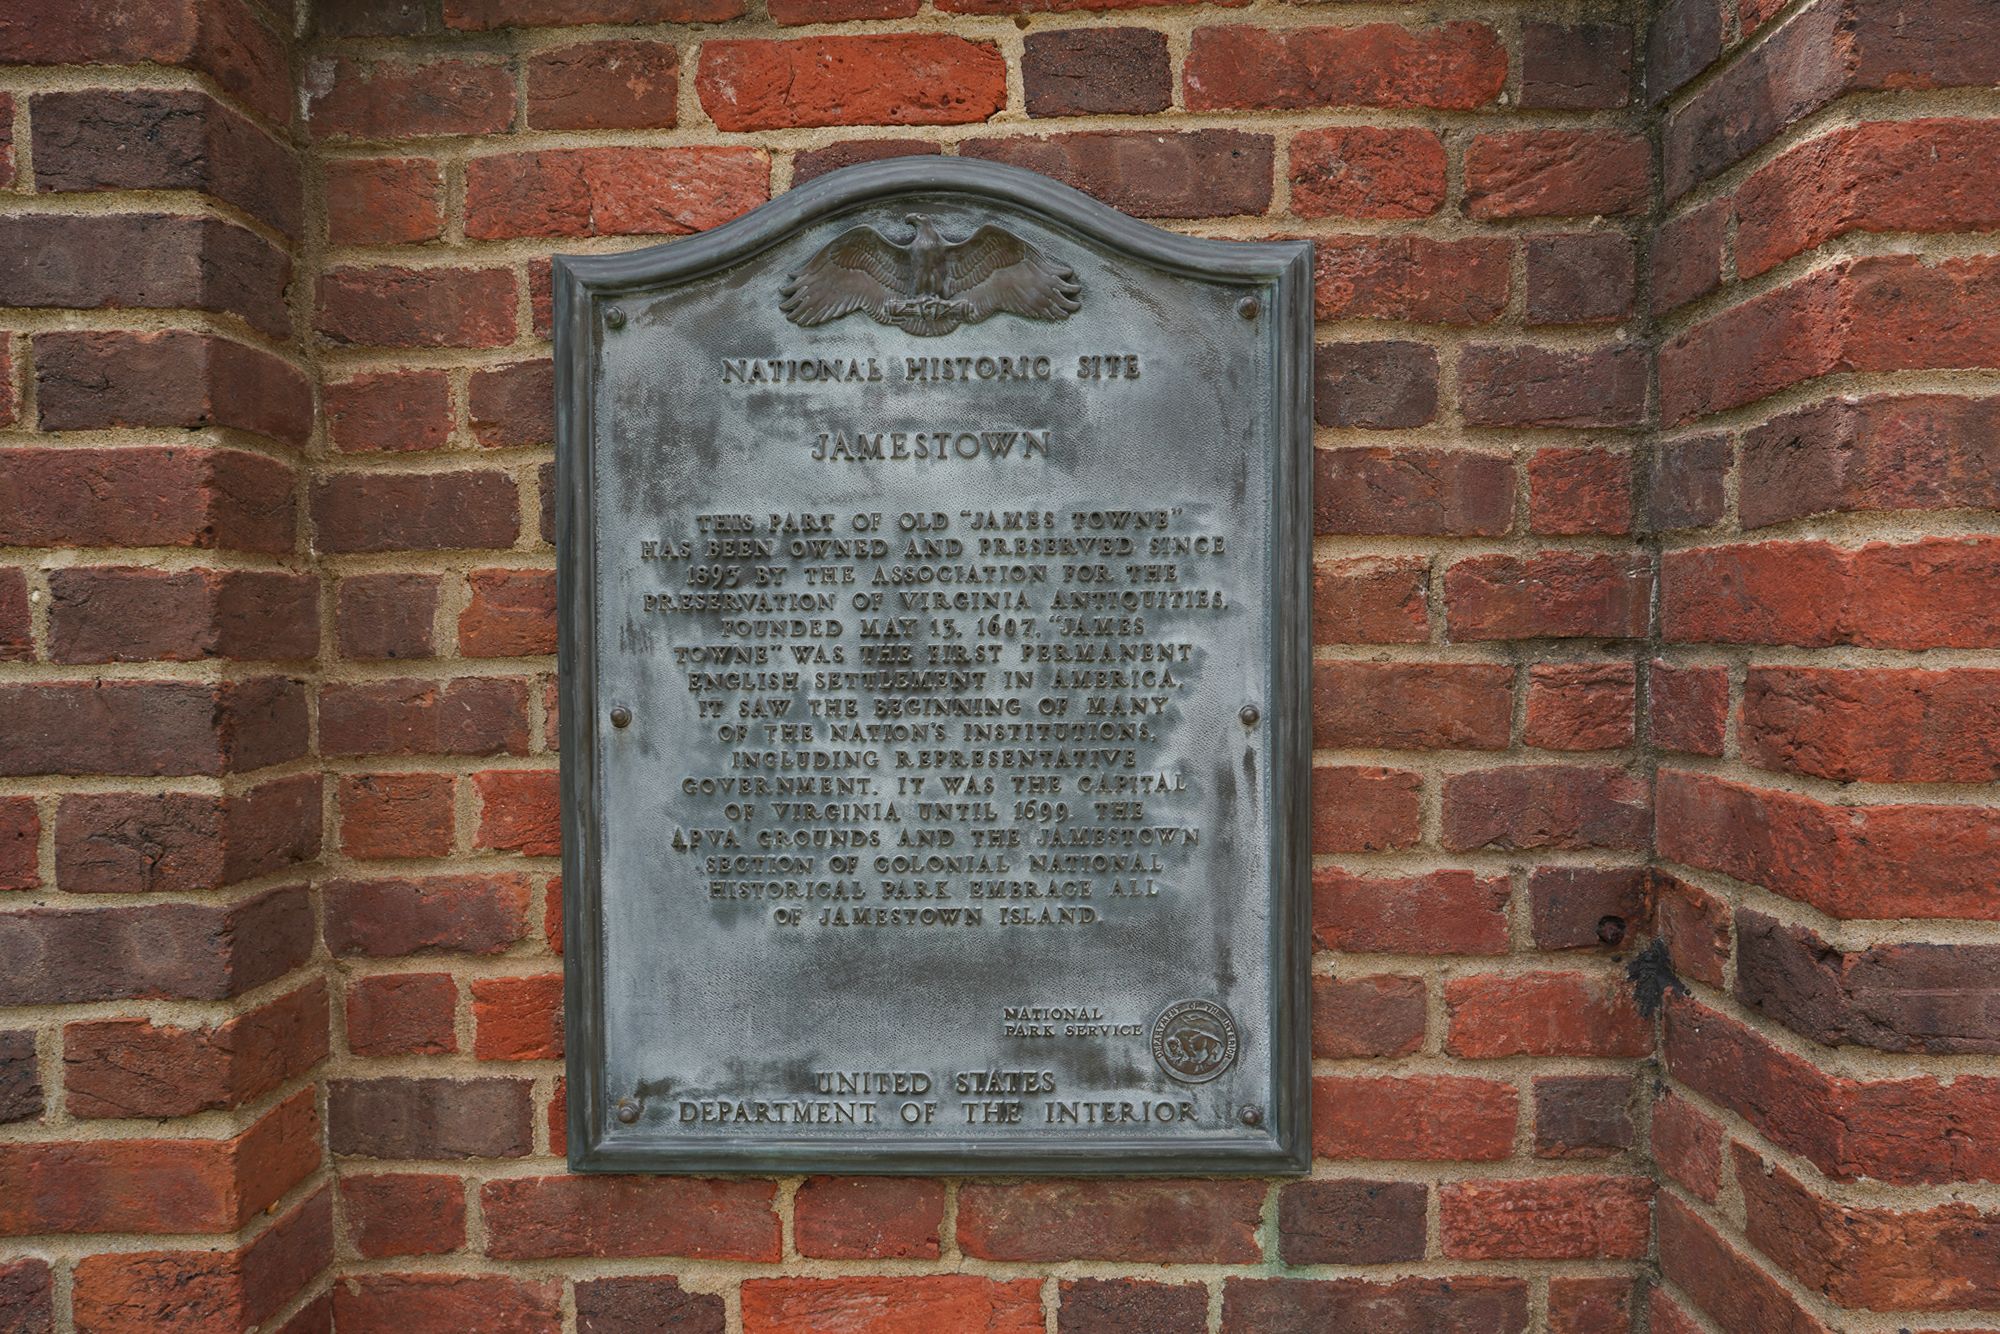 NATIONAL HISTORIC SITE
JAMESTOWN
THIS PART OF OLD "JAMES TOWNE"
HAS BEEN OWNED AND PRESERVED SINCE
1893 BY THE ASSOCIATION FOR THE
PRESERVATION OF VIRGINIA ANTIQUITIES.
FOUNDED MAY 13, 1607, "JAMES
TOWNE" WAS THE FIRST PERMANENT
ENGLISH SETTLEMENT IN AMERICA.
IT SAW THE BEGINNING OF MANY
OF THE NATION'S INSTITUTIONS,
INCLUDING REPRESENTATIVE
GOVERNMENT. IT WAS THE CAPITAL
OF VIRGINIA UNTIL 1699. THE
APVA GROUNDS AND THE JAMESTOWN
SECTION OF COLONIAL NATIONAL
HISTORICAL PARK EMBRACE ALL
OF JAMESTOWN ISLAND.
NATIONAL
PARK SERVICE
DEPARTMENT OF THE INTERIOR
UNITED STATES
DEPARTMENT OF THE INTERIOR